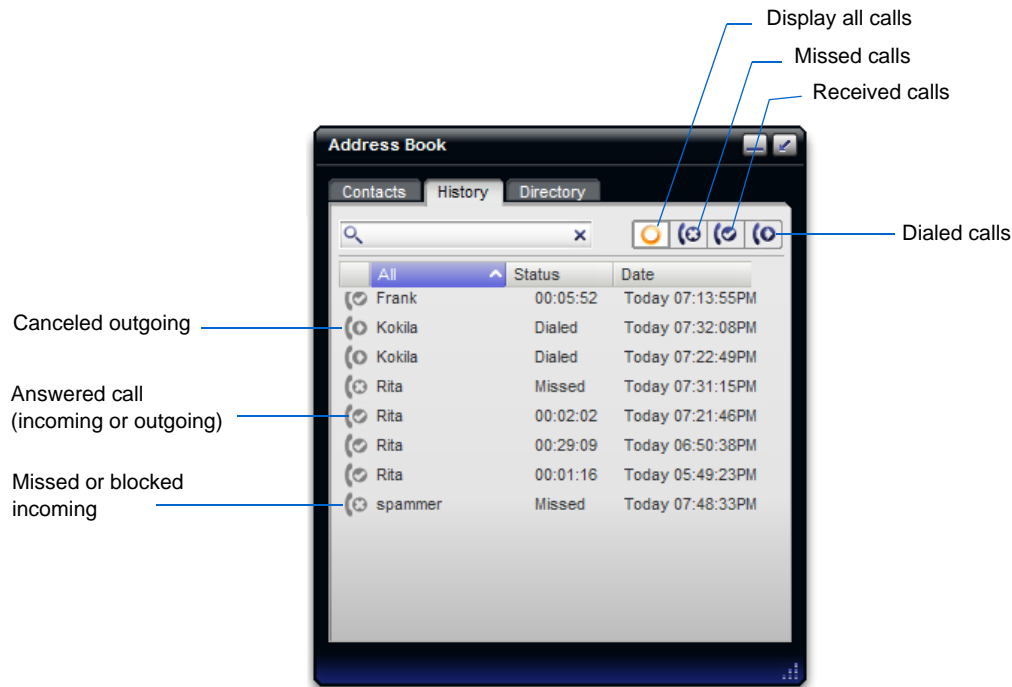 Display all calls
Missed calls
Received calls
Address Book
Contacts History Directory
Dialed calls
All Status Date
Frank 00:05:52 Today 07:13:55PM
Canceled outgoing
Kokila Dialed Today 07:32:08PM
Kokila Dialed Today 07:22:49PM
Rita Missed Today 07:31:15PM
Answered call
(incoming or outgoing)
Rita 00:02:02 Today 07:21:46PM
Rita 00:29:09 Today 06:50:38PM
Rita 00:01:16 Today 05:49:23PM
Missed or blocked
incoming
spammer Missed Today 07:48:33PM